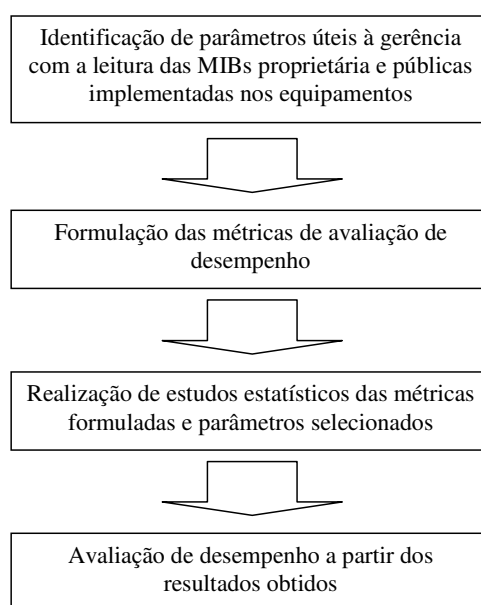 Identificação de parâmetros úteis à gerência
com a leitura das MIBs proprietária e públicas
implementadas nos equipamentos
Formulação das métricas de avaliação de
desempenho
Realização de estudos estatísticos das métricas
formuladas e parâmetros selecionados
Avaliação de desempenho a partir dos
resultados obtidos